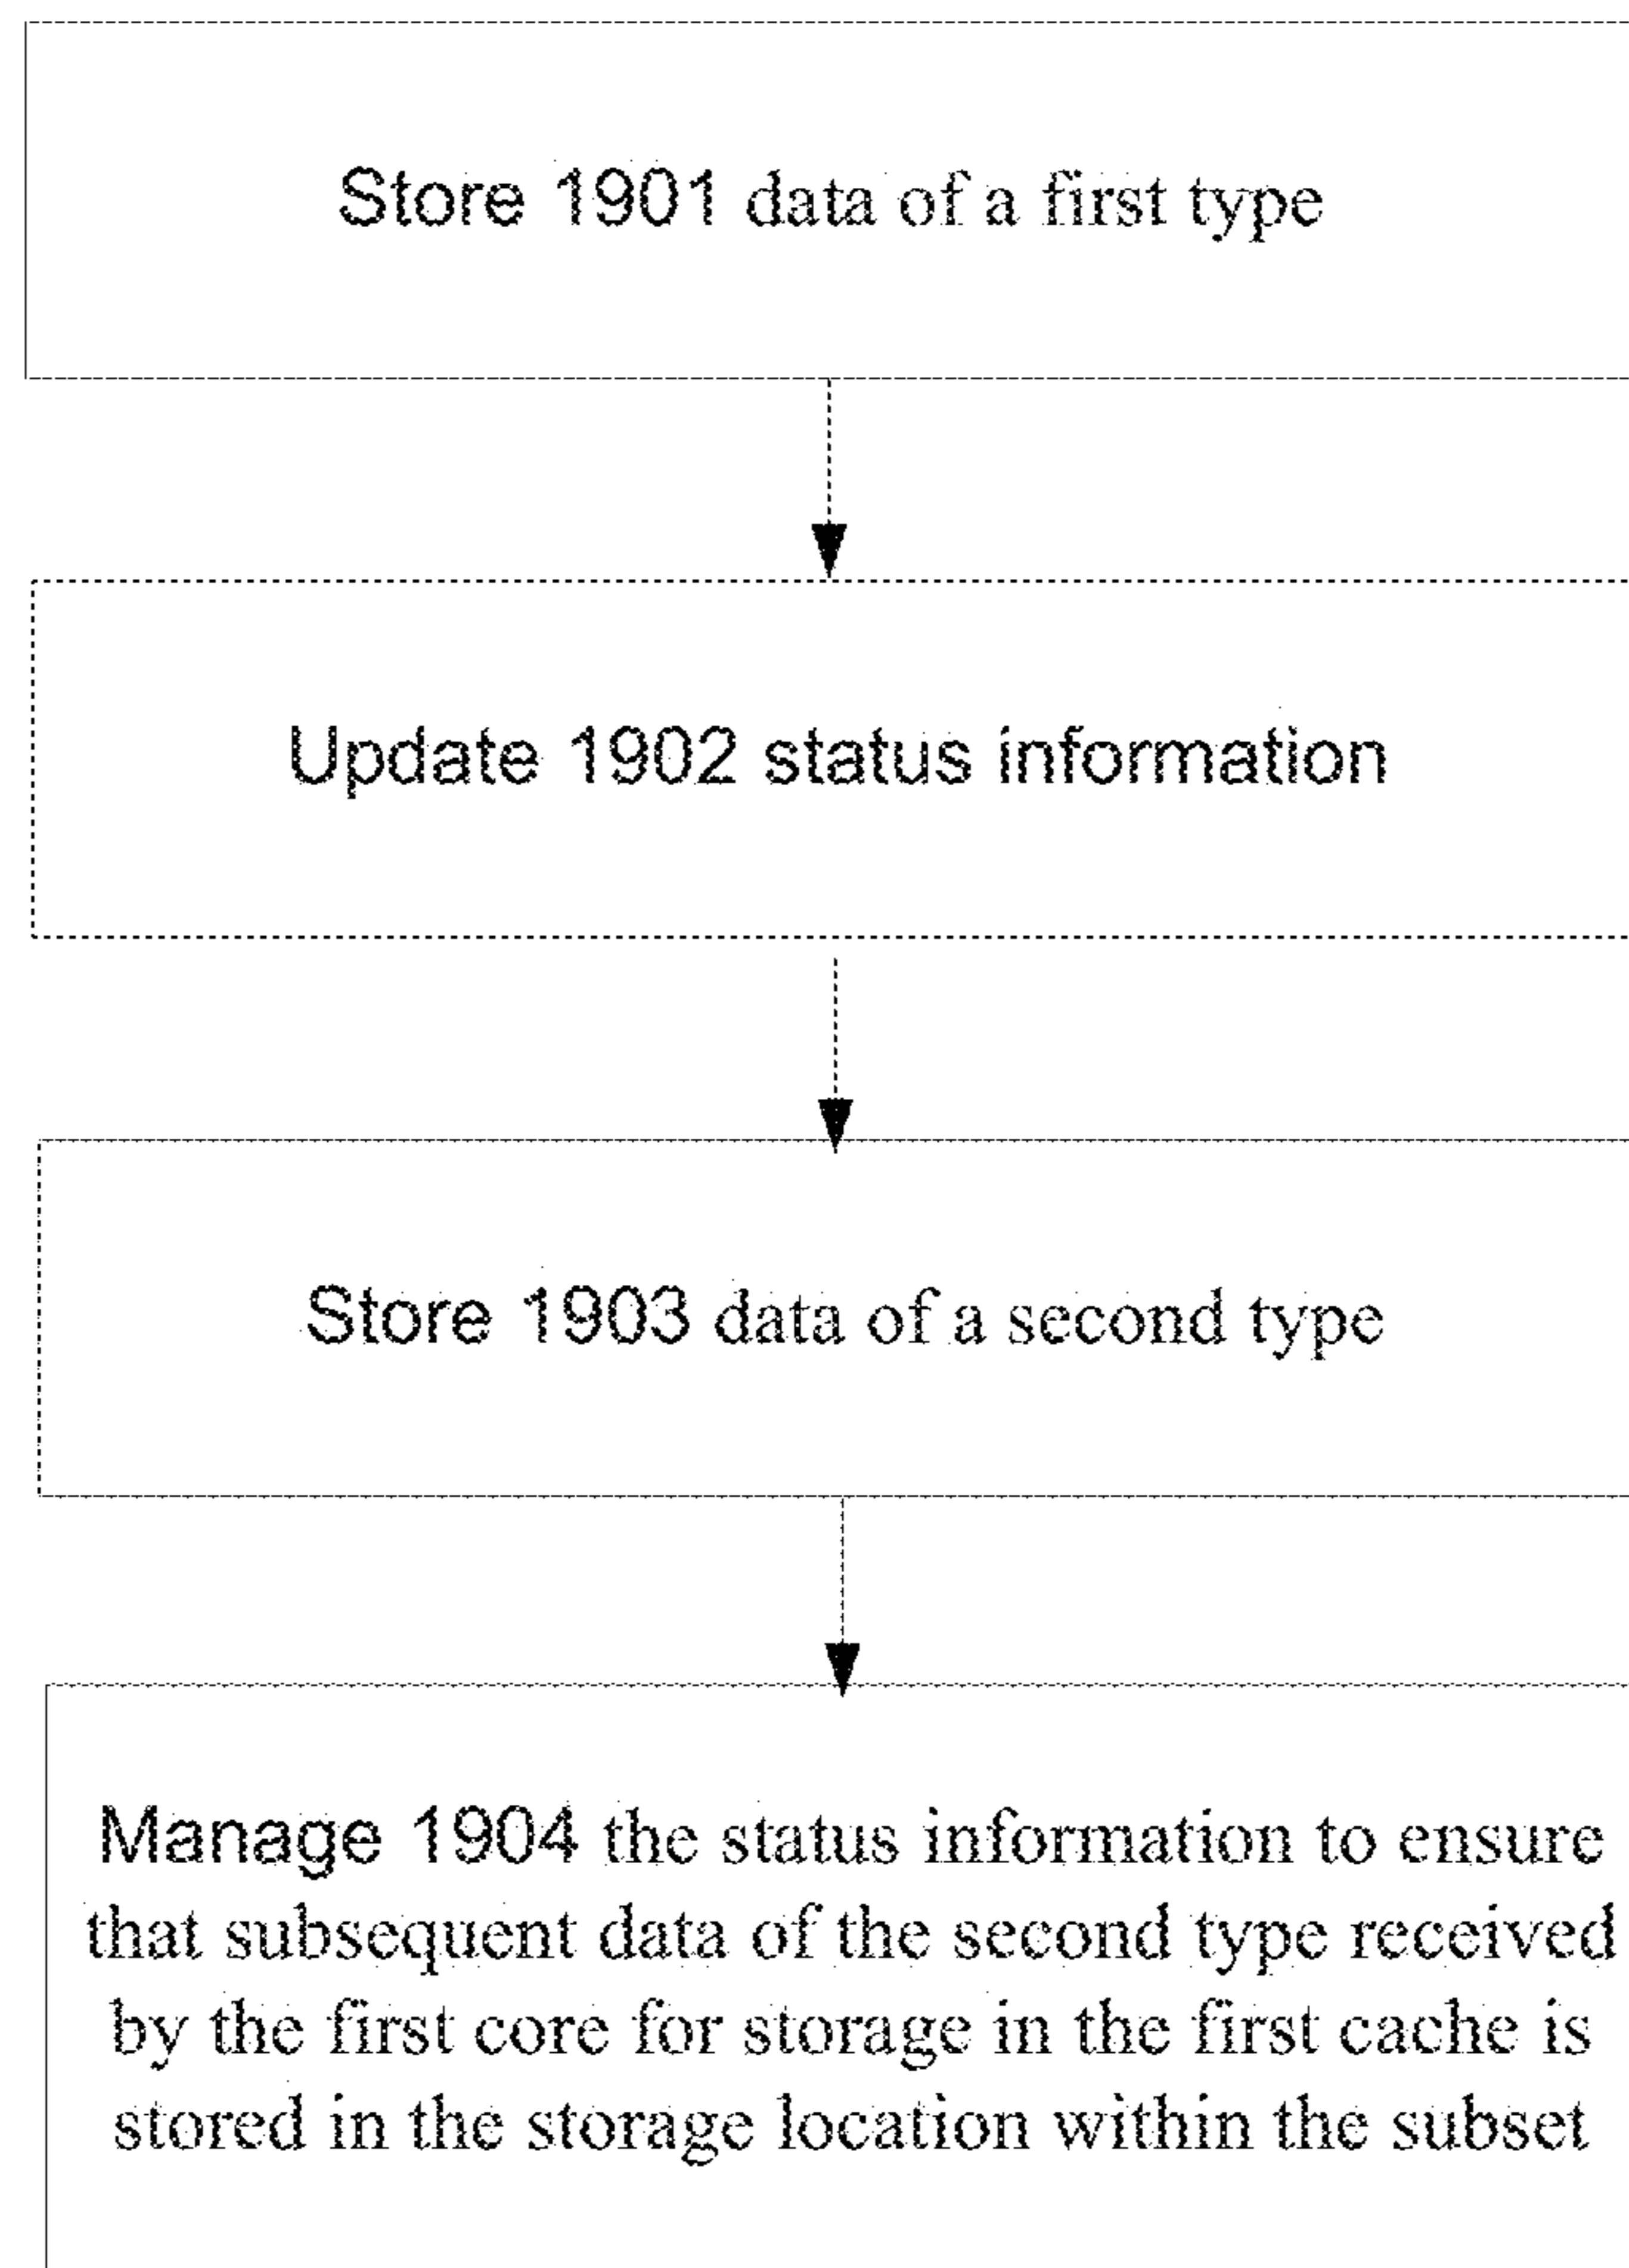 Store 1901 data of a first type
Update 1902 status information
Store 1903 data of a second type
Manage 1904 the status information to ensure
that subsequent data of the second type received
by the first core for storage in the first cache is
stored in the storage location within the subset